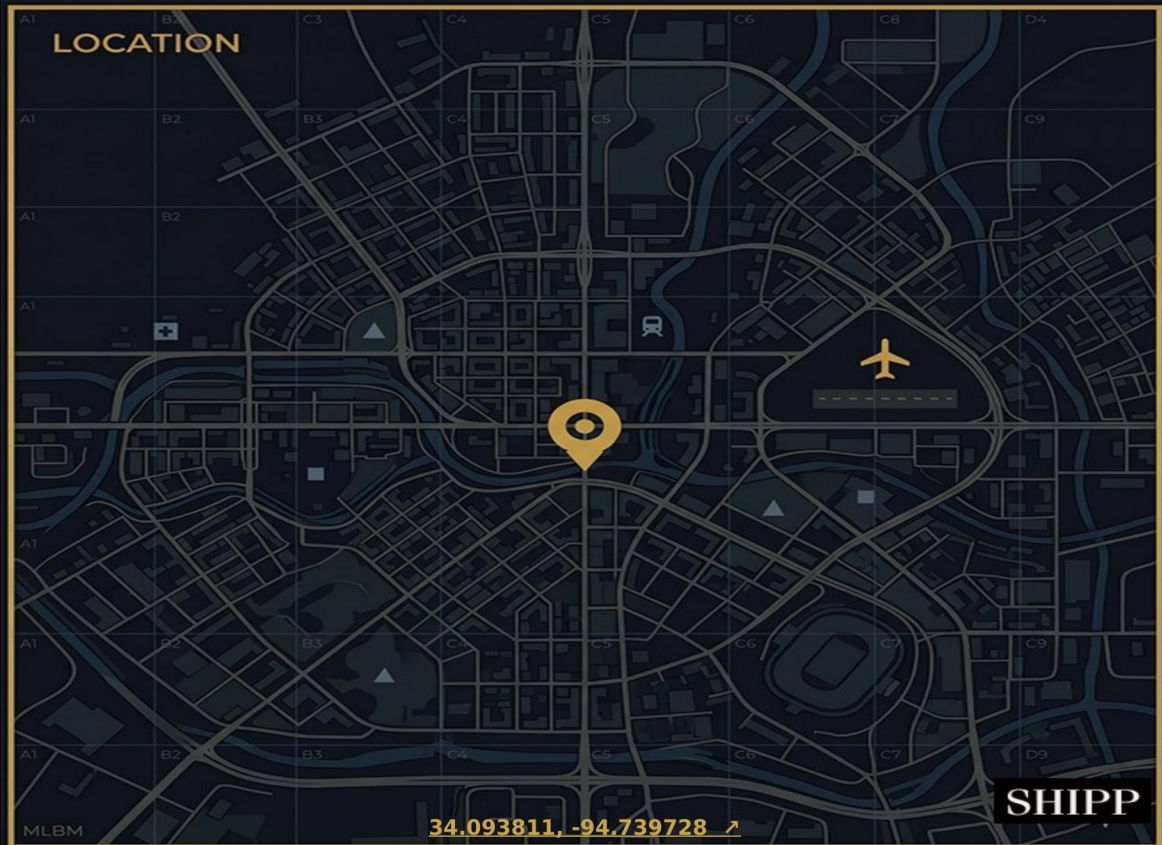 A1 B2 C3 C4 C5 C6 C8 D4
LOCATION
A1 B2 B3 C4 C5 C6 C7 C9
A1 B2
A1
A1
A1 B2 B3 C4 C5 C6 C7 C9
A1 B2 B3 C4 C5 C6 C7 D9
SHIPP
MLBM
34.093811, -94.739728 ↗